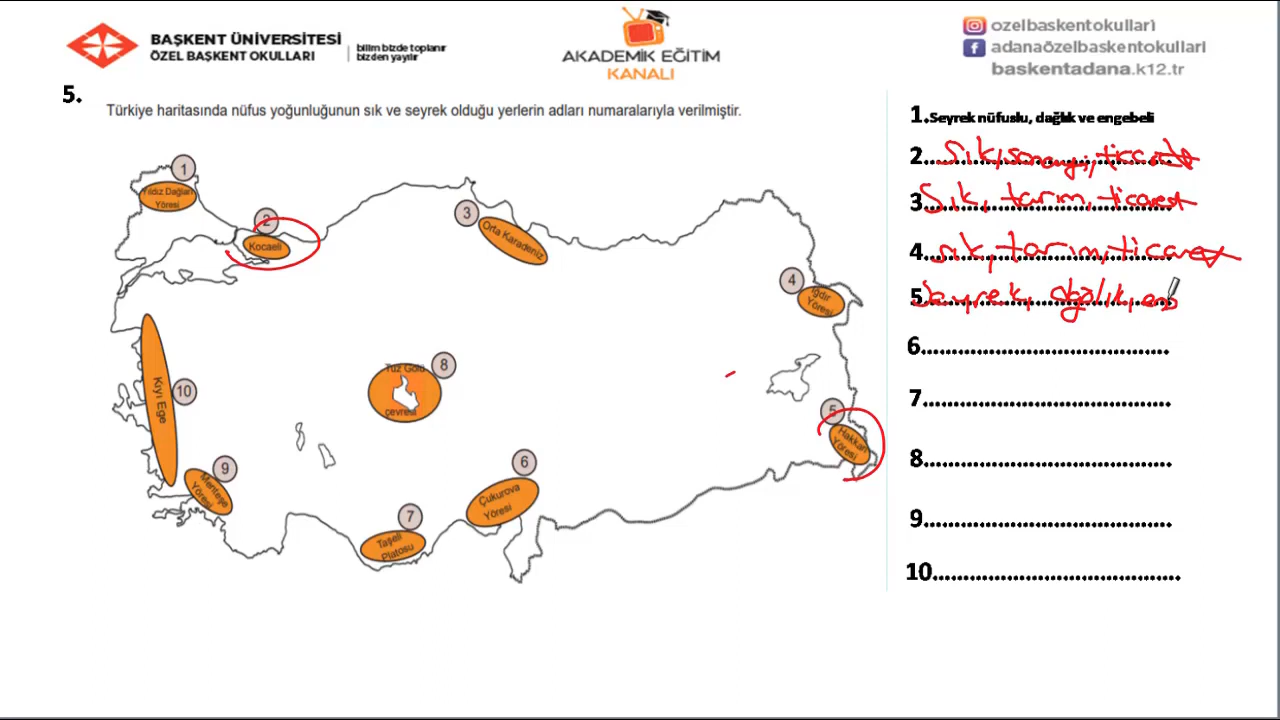 BAŞKENT ÜNİVERSİTESİ
ÖZEL BAŞKENT OKULLARI
bilim bizde toplanır
bizden yayılır
AKADEMİK EĞİTİM
KANALI
ozelbaskentokullari
adanaözelbaskentokullari
baskentadana.k12.tr
5.
Türkiye haritasında nüfus yoğunluğunun sık ve seyrek olduğu yerlerin adları numaralarıyla verilmiştir.
1
Yıldız Dağları
Yöresi
2
Kocaeli
3
Orta Karadeniz
4
Iğdır
Yöresi
5
Hakkari
Yöresi
6
Çukurova
Yöresi
7
Taşeli
Platosu
8
Tuz Gölü
çevresi
9
Menteşe
Yöresi
10
Kıyı Ege
1.Seyrek nüfuslu, dağlık ve engebeli
2. Sık, sanayi, ticaret
3. Sık, tarım, ticaret
4. sık, tarım, ticaret
5. Seyrek,
6.
7.
8.
9.
10.